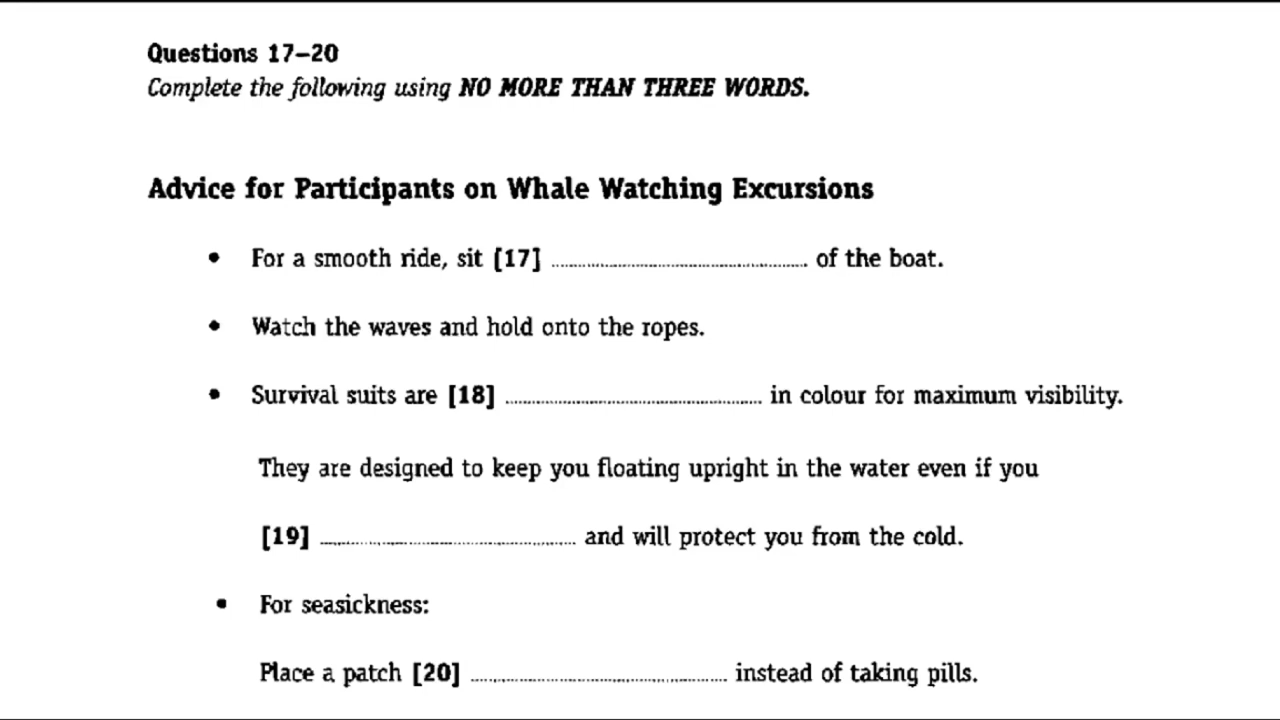 Questions 17–20
Complete the following using NO MORE THAN THREE WORDS.
Advice for Participants on Whale Watching Excursions
• For a smooth ride, sit [17] ........................................ of the boat.
• Watch the waves and hold onto the ropes.
• Survival suits are [18] ........................................ in colour for maximum visibility.
They are designed to keep you floating upright in the water even if you
[19] ........................................ and will protect you from the cold.
• For seasickness:
Place a patch [20] ........................................ instead of taking pills.